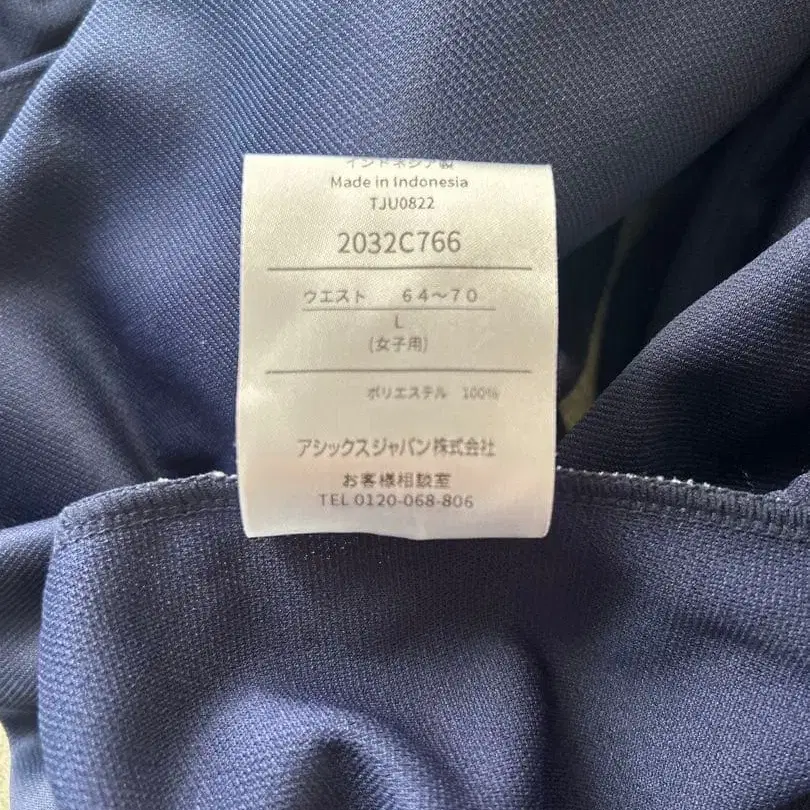 インドネシア製
Made in Indonesia
TJU0822
2032C766
ウエスト 64～70
L
(女子用)
ポリエステル 100%
アシックスジャパン株式会社
お客様相談室
TEL 0120-068-806